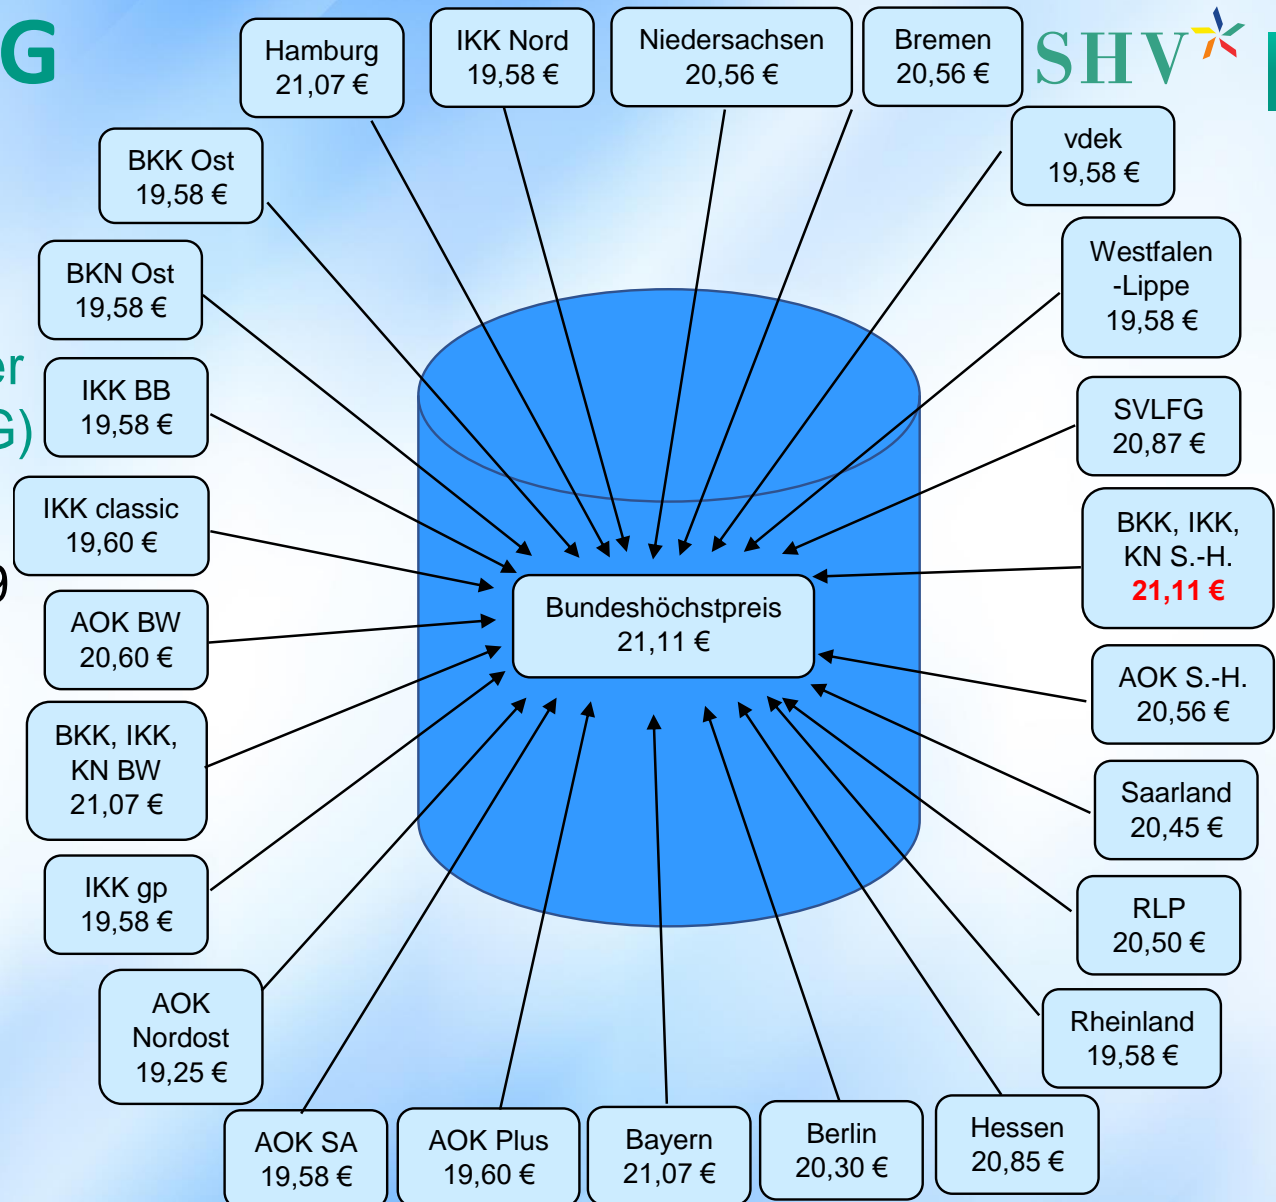 G
SHV
Hamburg
21,07 €
IKK Nord
19,58 €
Niedersachsen
20,56 €
Bremen
20,56 €
vdek
19,58 €
BKK Ost
19,58 €
Westfalen
-Lippe
19,58 €
BKN Ost
19,58 €
er
G)
IKK BB
19,58 €
SVLFG
20,87 €
IKK classic
19,60 €
9
BKK, IKK,
KN S.-H.
21,11 €
Bundeshöchstpreis
21,11 €
AOK BW
20,60 €
AOK S.-H.
20,56 €
BKK, IKK,
KN BW
21,07 €
Saarland
20,45 €
IKK gp
19,58 €
RLP
20,50 €
AOK
Nordost
19,25 €
Rheinland
19,58 €
AOK SA
19,58 €
AOK Plus
19,60 €
Bayern
21,07 €
Berlin
20,30 €
Hessen
20,85 €